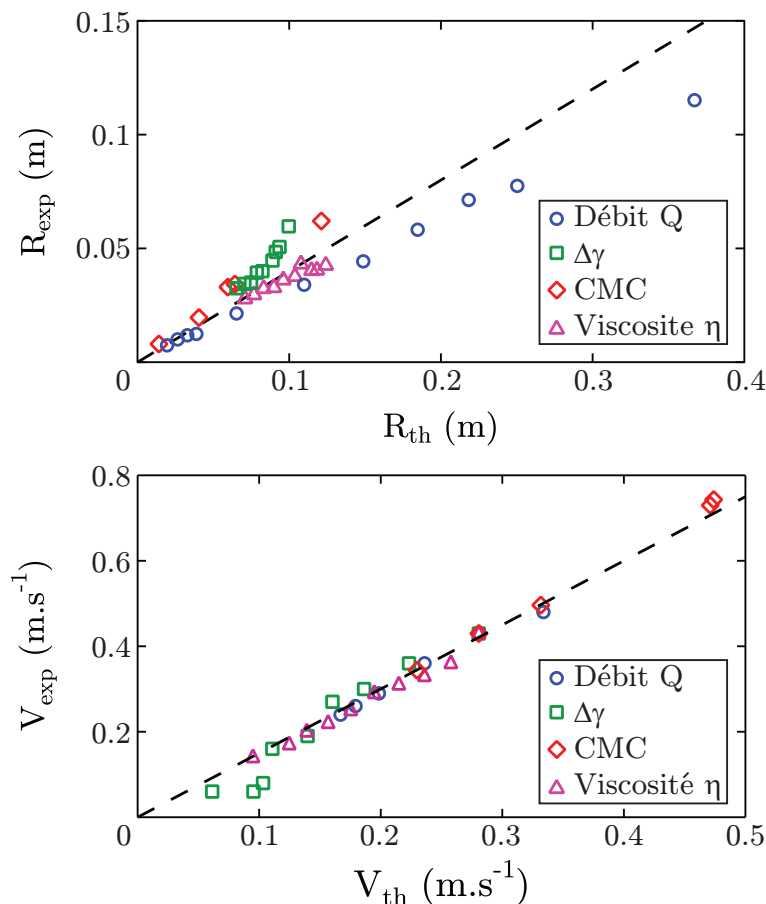 0.15
0.1
0.05
0
0.1
0.2
0.3
0.4
R_exp (m)
R_th (m)
Débit Q
Δγ
CMC
Viscosite η
0.8
0.6
0.4
0.2
0
0.1
0.2
0.3
0.4
0.5
V_exp (m.s⁻¹)
V_th (m.s⁻¹)
Débit Q
Δγ
CMC
Viscosité η